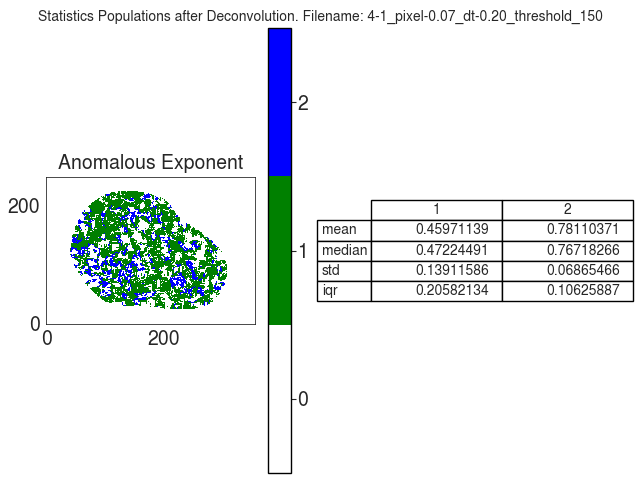 Statistics Populations after Deconvolution. Filename: 4-1_pixel-0.07_dt-0.20_threshold_150
Anomalous Exponent
200
0
0 200
2
1
0
1 2
mean 0.45971139 0.78110371
median 0.47224491 0.76718266
std 0.13911586 0.06865466
iqr 0.20582134 0.10625887